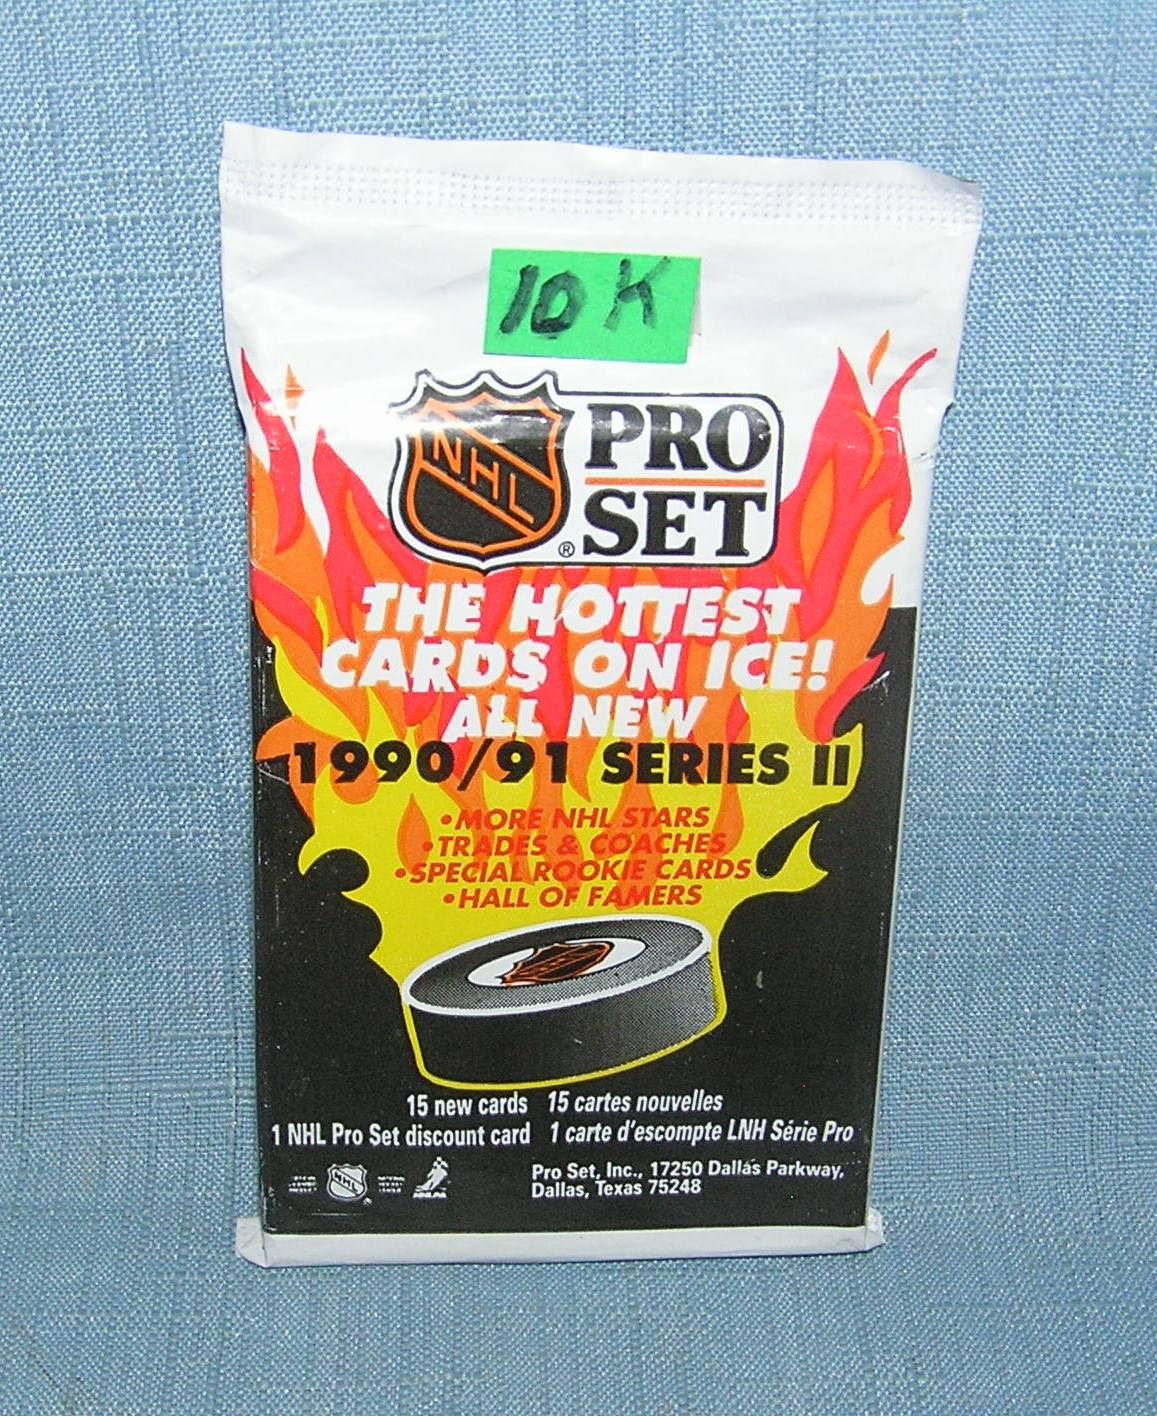 10 K
NHL
PRO
SET
®
THE HOTTEST
CARDS ON ICE!
ALL NEW
1990/91 SERIES II
•MORE NHL STARS
•TRADES & COACHES
•SPECIAL ROOKIE CARDS
•HALL OF FAMERS
15 new cards 15 cartes nouvelles
1 NHL Pro Set discount card 1 carte d'escompte LNH Série Pro
NHL
NHLPA
Pro Set, Inc., 17250 Dallas Parkway,
Dallas, Texas 75248